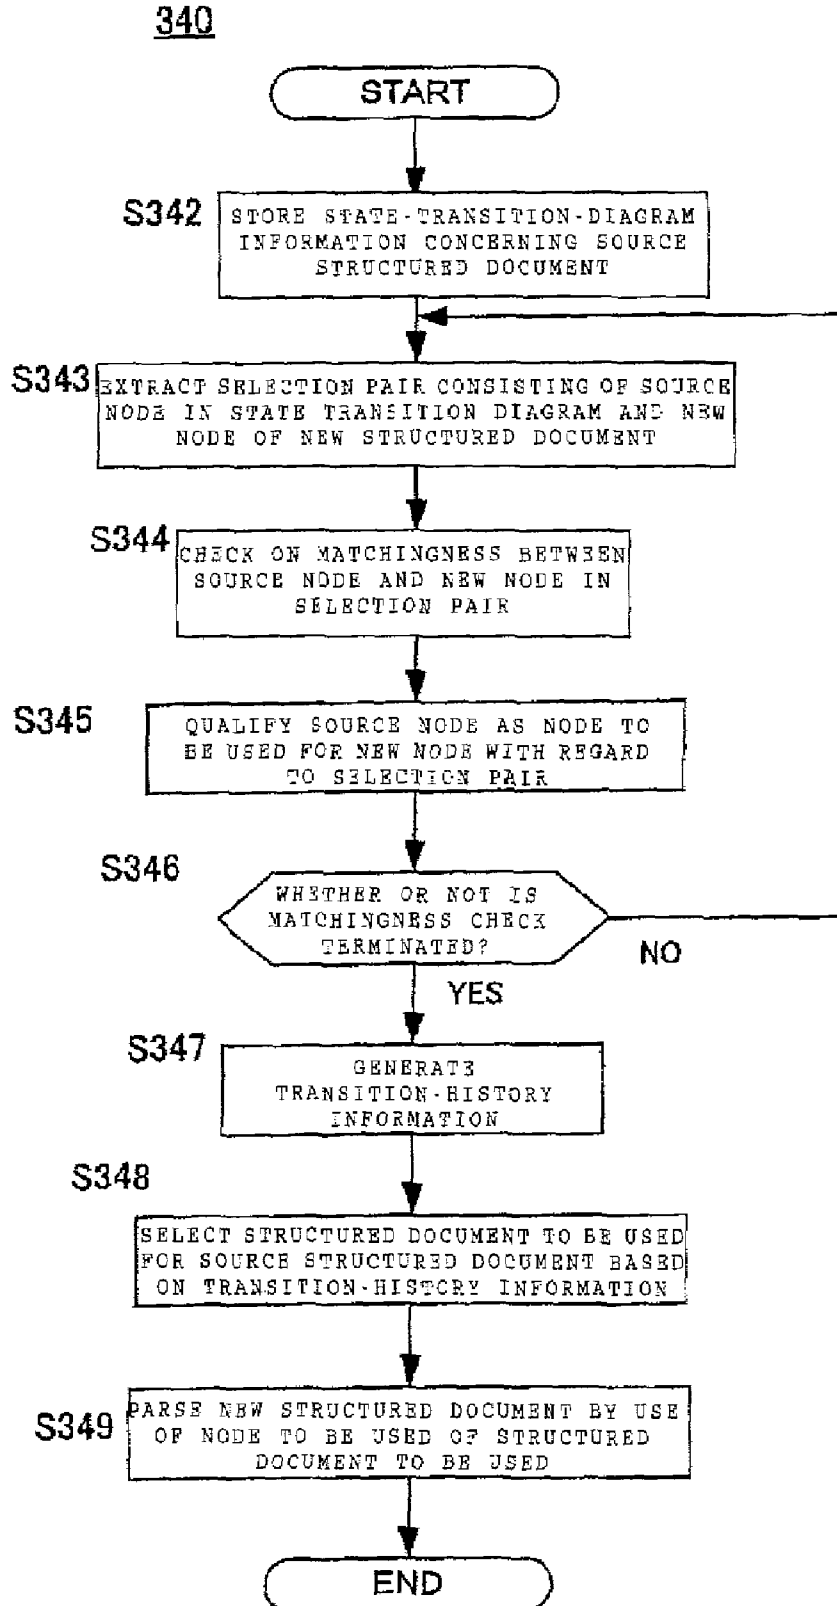 340
START
S342
STORE STATE-TRANSITION-DIAGRAM
INFORMATION CONCERNING SOURCE
STRUCTURED DOCUMENT
S343
EXTRACT SELECTION PAIR CONSISTING OF SOURCE
NODE IN STATE TRANSITION DIAGRAM AND NEW
NODE OF NEW STRUCTURED DOCUMENT
S344
CHECK ON MATCHINGNESS BETWEEN
SOURCE NODE AND NEW NODE IN
SELECTION PAIR
S345
QUALIFY SOURCE NODE AS NODE TO
BE USED FOR NEW NODE WITH REGARD
TO SELECTION PAIR
S346
WHETHER OR NOT IS
MATCHINGNESS CHECK
TERMINATED?
NO
YES
S347
GENERATE
TRANSITION-HISTORY
INFORMATION
S348
SELECT STRUCTURED DOCUMENT TO BE USED
FOR SOURCE STRUCTURED DOCUMENT BASED
ON TRANSITION-HISTORY INFORMATION
S349
PARSE NEW STRUCTURED DOCUMENT BY USE
OF NODE TO BE USED OF STRUCTURED
DOCUMENT TO BE USED
END